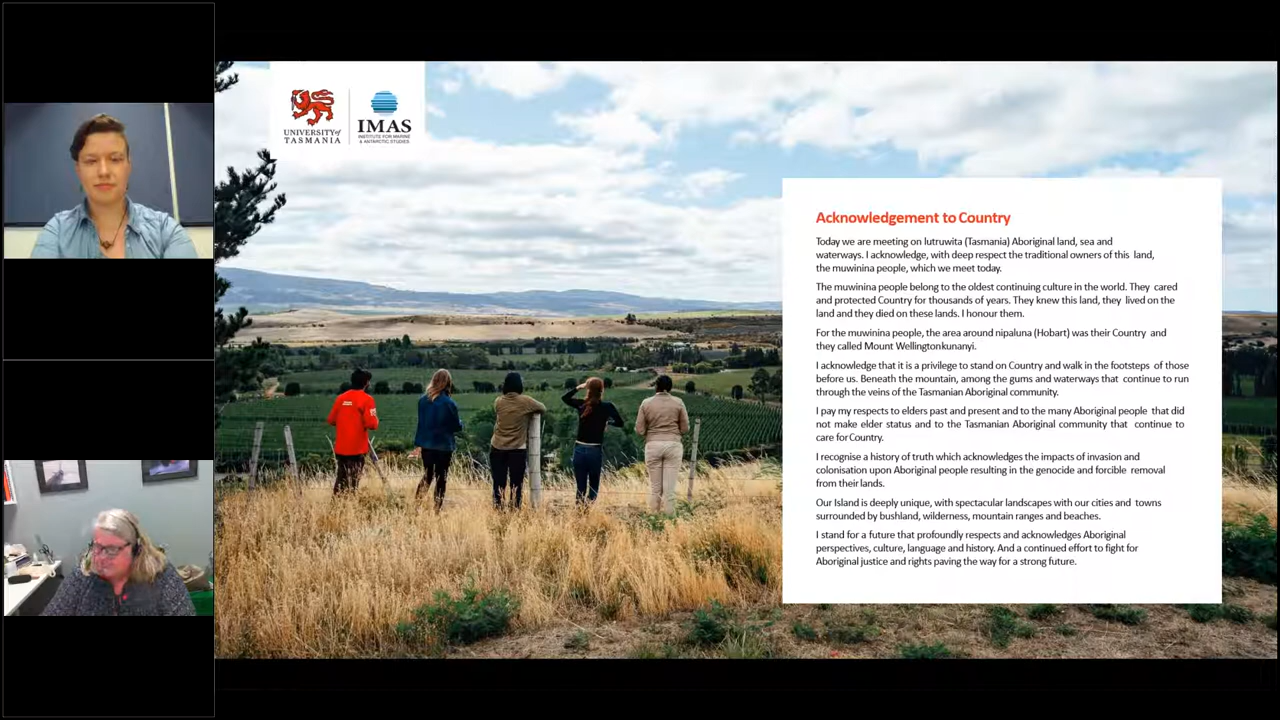 UNIVERSITY of
TASMANIA
IMAS
INSTITUTE FOR MARINE
& ANTARCTIC STUDIES
Acknowledgement to Country
Today we are meeting on lutruwita (Tasmania) Aboriginal land, sea and
waterways. I acknowledge, with deep respect the traditional owners of this land,
the muwinina people, which we meet today.
The muwinina people belong to the oldest continuing culture in the world. They cared
and protected Country for thousands of years. They knew this land, they lived on the
land and they died on these lands. I honour them.
For the muwinina people, the area around nipaluna (Hobart) was their Country and
they called Mount Wellington kunanyi.
I acknowledge that it is a privilege to stand on Country and walk in the footsteps of those
before us. Beneath the mountain, among the gums and waterways that continue to run
through the veins of the Tasmanian Aboriginal community.
I pay my respects to elders past and present and to the many Aboriginal people that did
not make elder status and to the Tasmanian Aboriginal community that continue to
care for Country.
I recognise a history of truth which acknowledges the impacts of invasion and
colonisation upon Aboriginal people resulting in the genocide and forcible removal
from their lands.
Our Island is deeply unique, with spectacular landscapes with our cities and towns
surrounded by bushland, wilderness, mountain ranges and beaches.
I stand for a future that profoundly respects and acknowledges Aboriginal
perspectives, culture, language and history. And a continued effort to fight for
Aboriginal justice and rights paving the way for a strong future.